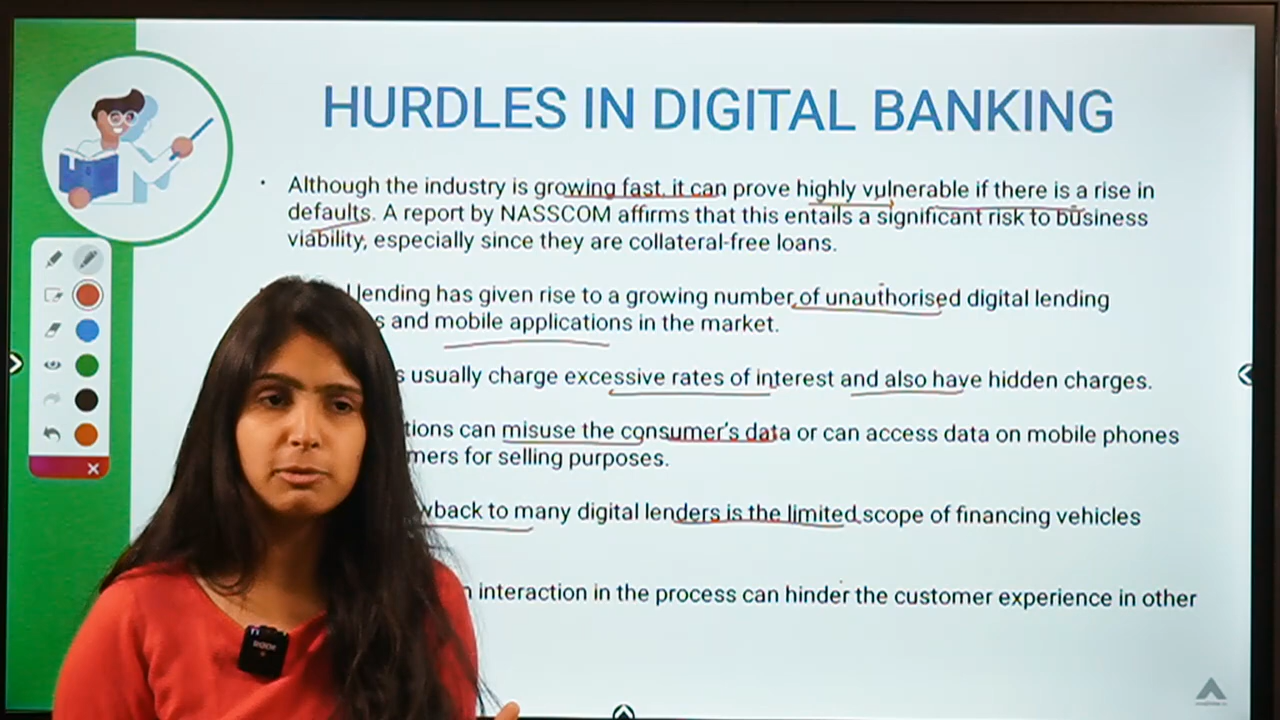 HURDLES IN DIGITAL BANKING
· Although the industry is growing fast, it can prove highly vulnerable if there is a rise in
defaults. A report by NASSCOM affirms that this entails a significant risk to business
viability, especially since they are collateral-free loans.
lending has given rise to a growing number of unauthorised digital lending
and mobile applications in the market.
usually charge excessive rates of interest and also have hidden charges.
can misuse the consumer's data or can access data on mobile phones
for selling purposes.
to many digital lenders is the limited scope of financing vehicles
interaction in the process can hinder the customer experience in other